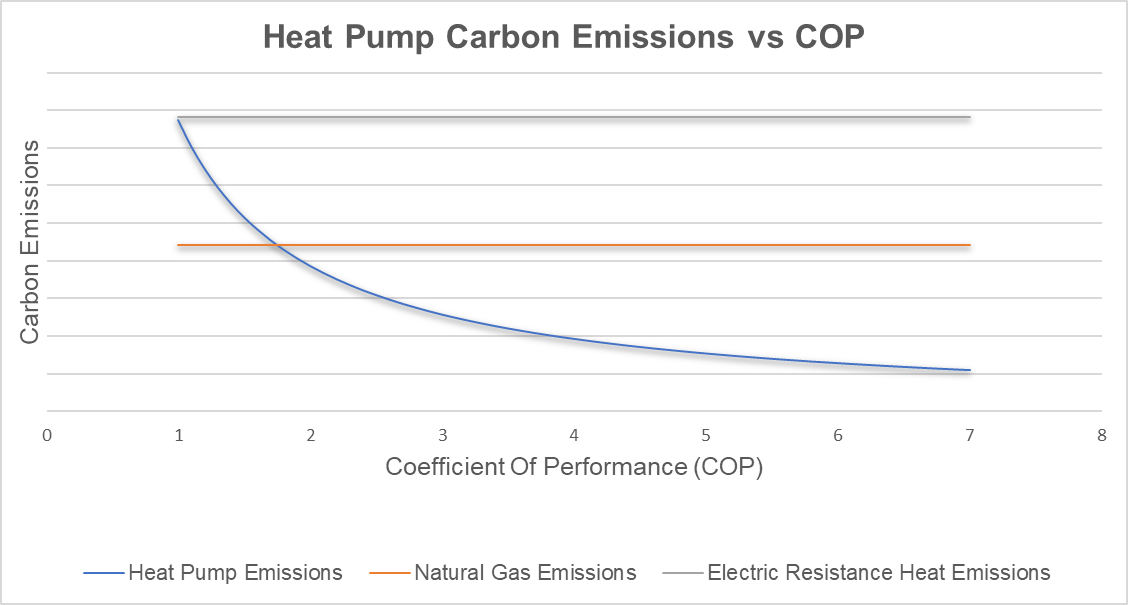 Heat Pump Carbon Emissions vs COP
Carbon Emissions
0 1 2 3 4 5 6 7 8
Coefficient Of Performance (COP)
Heat Pump Emissions Natural Gas Emissions Electric Resistance Heat Emissions